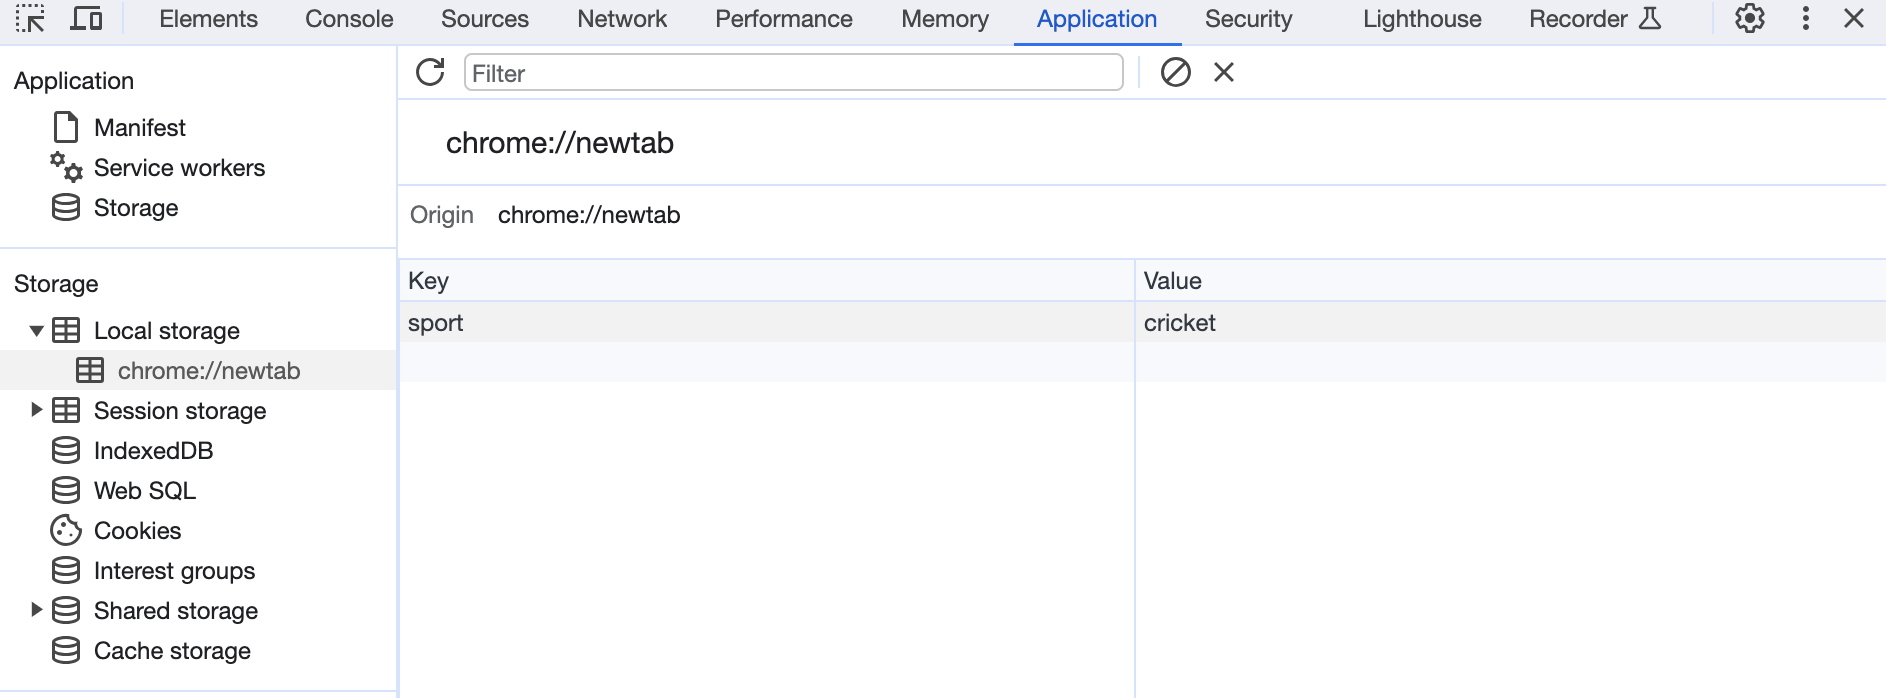 Elements Console Sources Network Performance Memory Application Security Lighthouse Recorder
Application
Manifest
Service workers
Storage
Storage
Local storage
chrome://newtab
Session storage
IndexedDB
Web SQL
Cookies
Interest groups
Shared storage
Cache storage
Filter
chrome://newtab
Origin chrome://newtab
Key Value
sport cricket